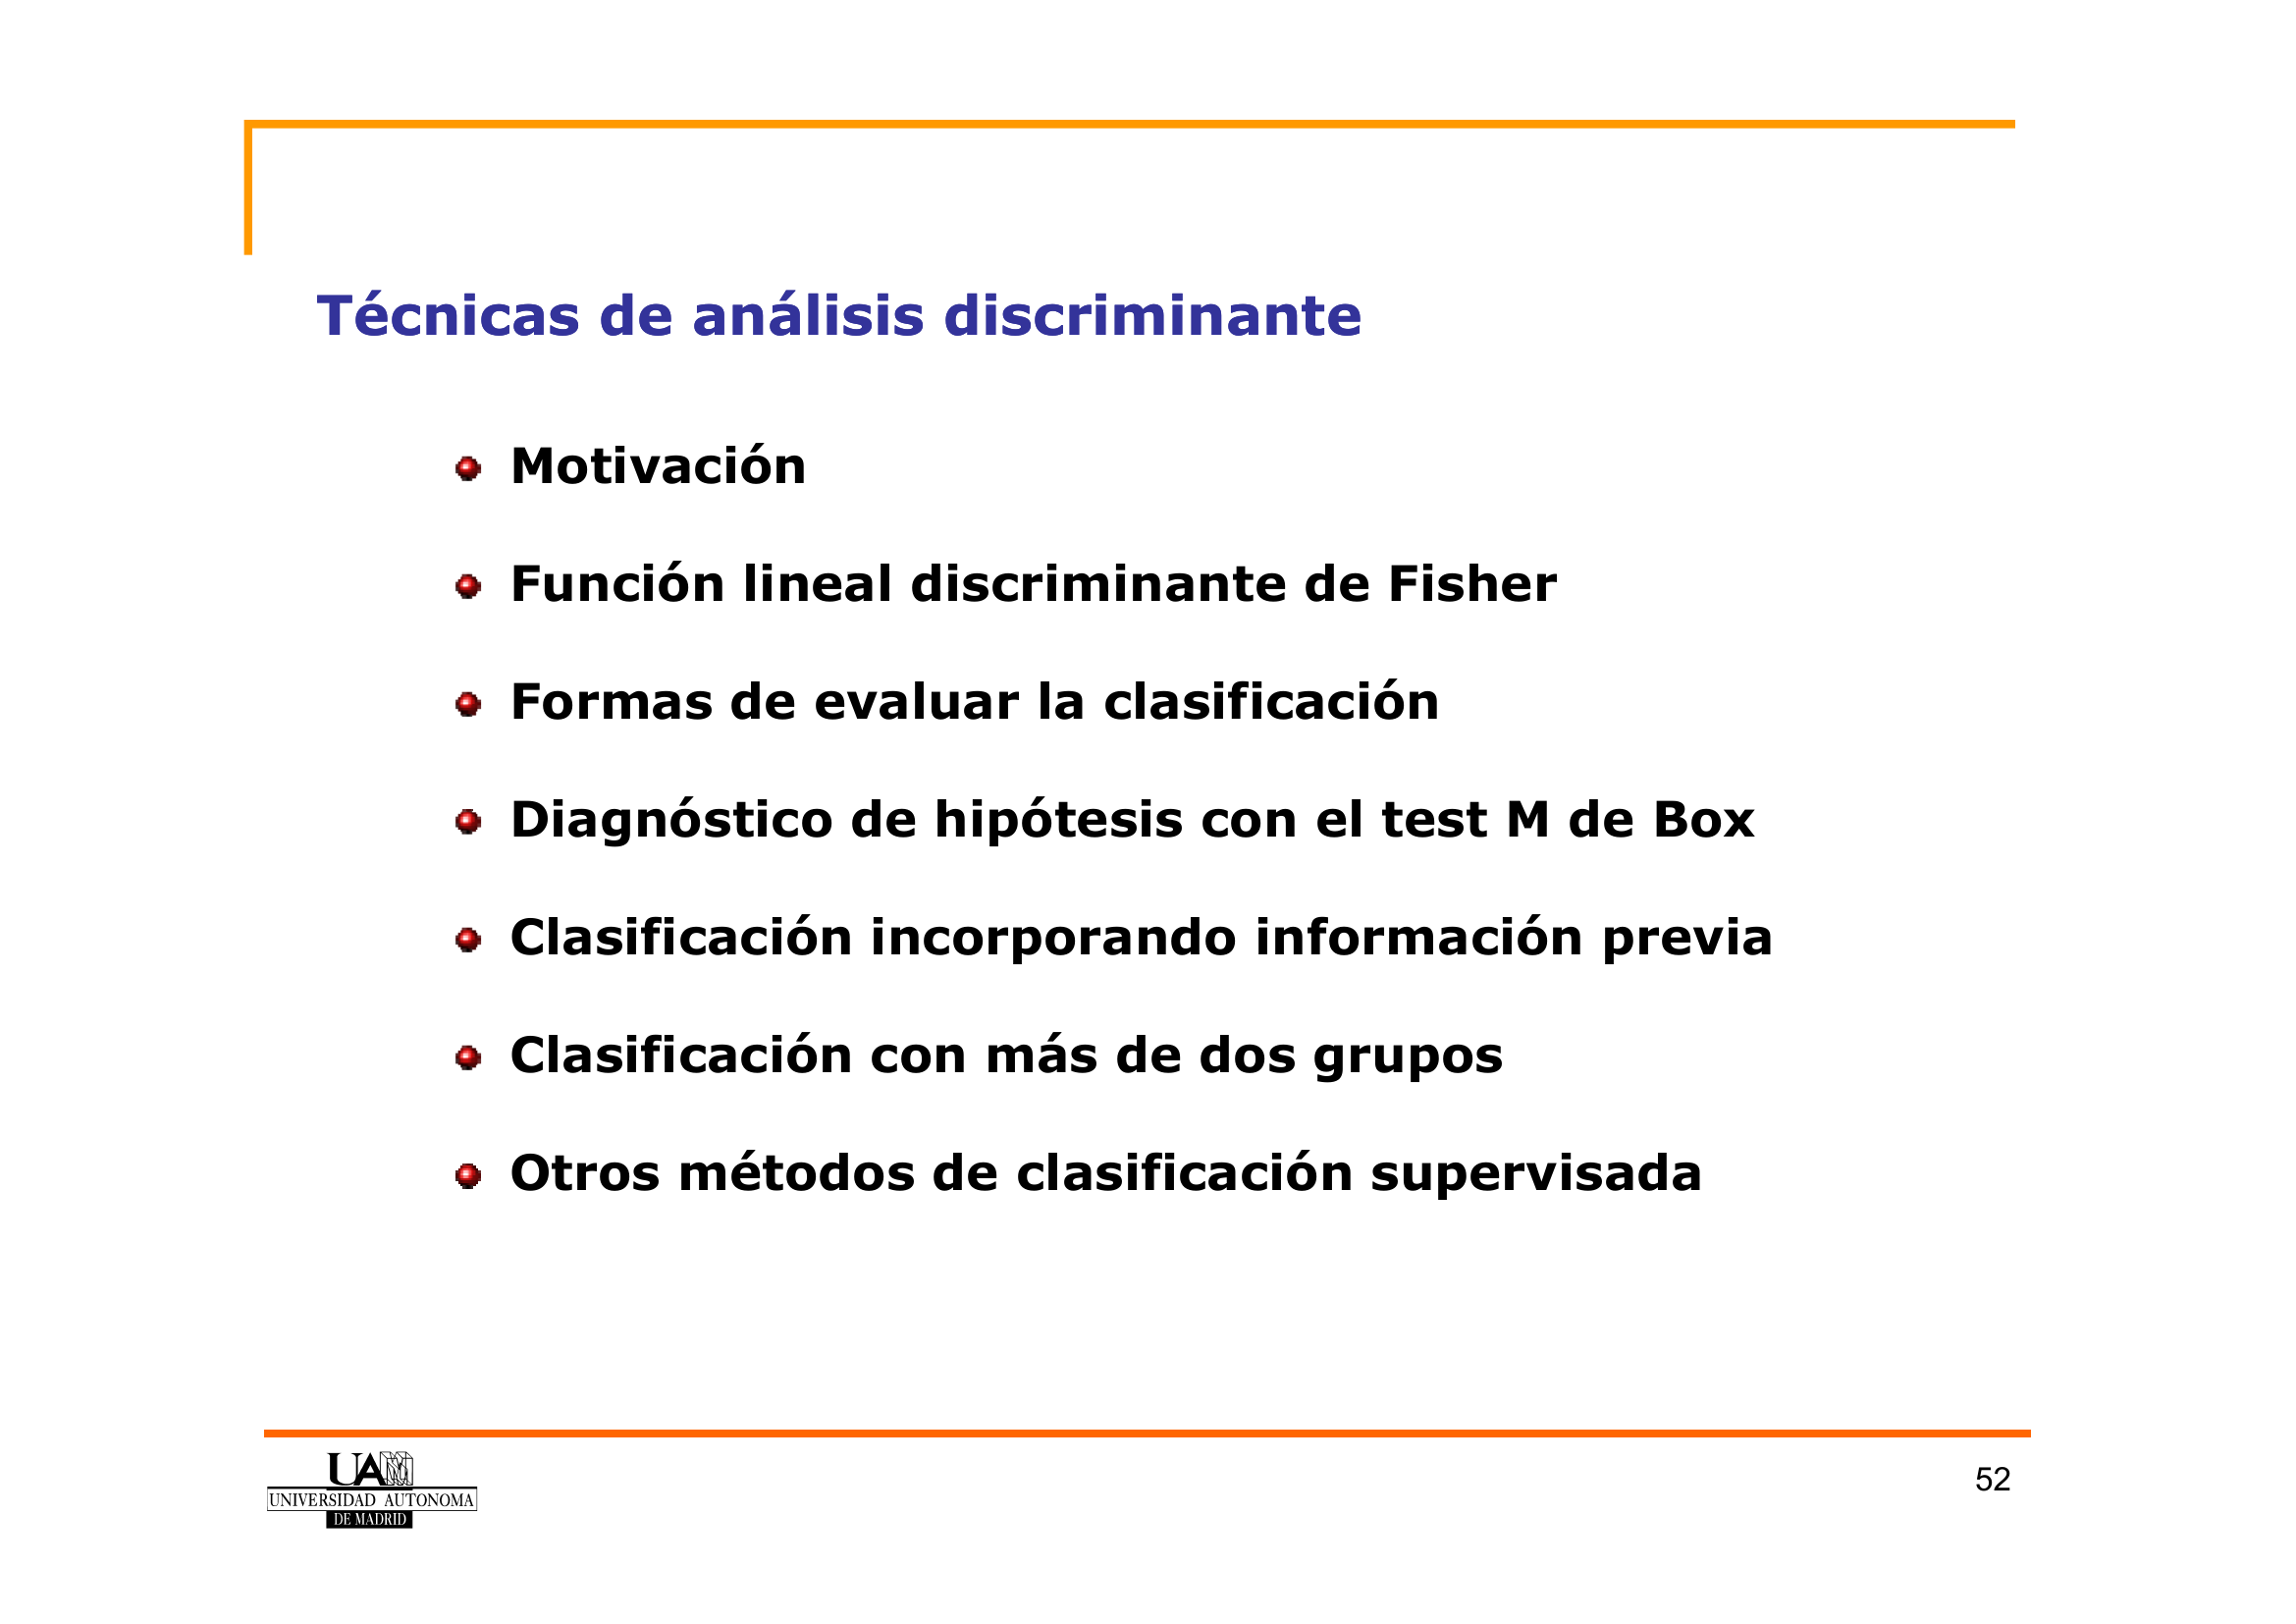 Técnicas de análisis discriminante
Motivación
Función lineal discriminante de Fisher
Formas de evaluar la clasificación
Diagnóstico de hipótesis con el test M de Box
Clasificación incorporando información previa
Clasificación con más de dos grupos
Otros métodos de clasificación supervisada
UAM
UNIVERSIDAD AUTONOMA
DE MADRID
52